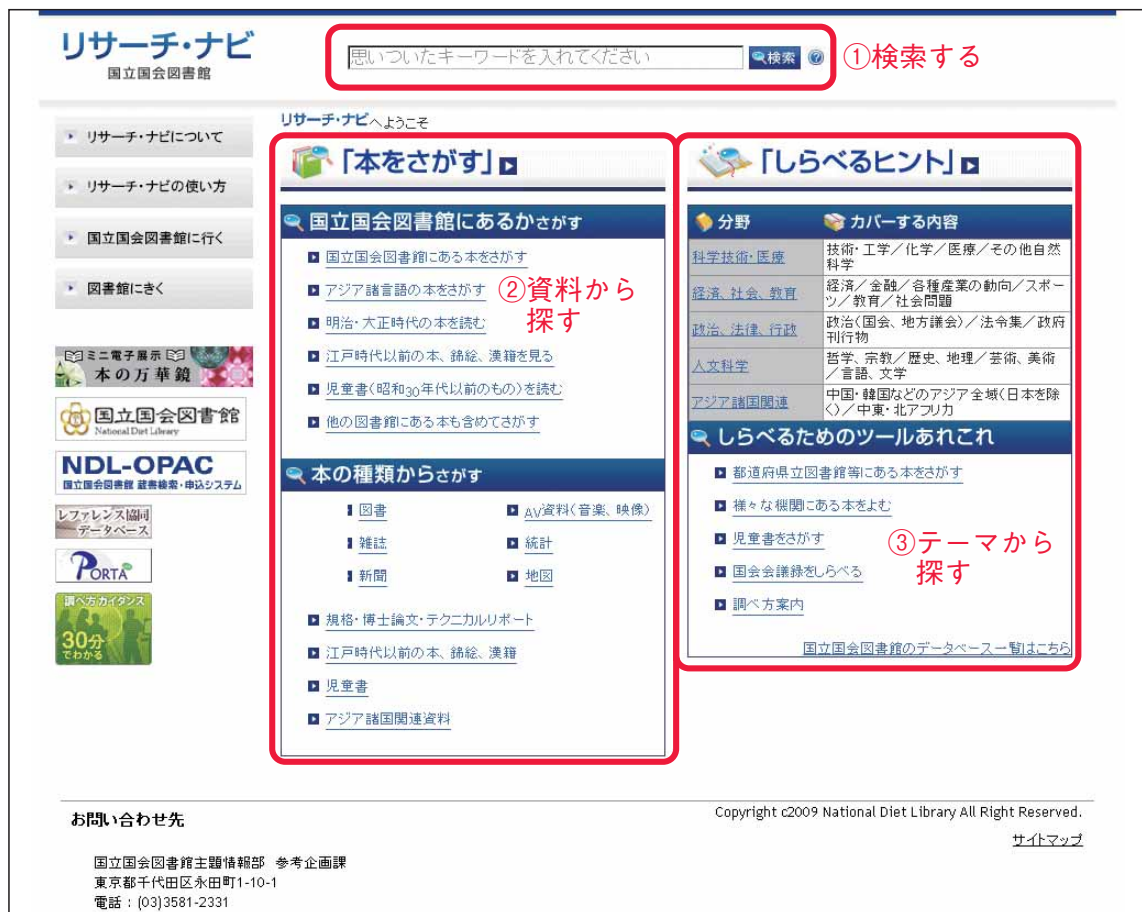 リサーチ・ナビ
国立国会図書館
思いついたキーワードを入れてください
検索
?
①検索する
リサーチ・ナビについて
リサーチ・ナビの使い方
国立国会図書館に行く
図書館にきく
ミニ電子展示
本の万華鏡
国立国会図書館
National Diet Library
NDL-OPAC
国立国会図書館 蔵書検索・申込システム
レファレンス協同
データベース
PORTA
調べ方ガイダンス
30分
でわかる
リサーチ・ナビへようこそ
「本をさがす」
国立国会図書館にあるかさがす
国立国会図書館にある本をさがす
アジア諸言語の本をさがす
明治・大正時代の本を読む
江戸時代以前の本、錦絵、漢籍を見る
児童書(昭和30年代以前のもの)を読む
他の図書館にある本も含めてさがす
②資料から
探す
本の種類からさがす
図書
AV資料(音楽、映像)
雑誌
統計
新聞
地図
規格・博士論文・テクニカルリポート
江戸時代以前の本、錦絵、漢籍
児童書
アジア諸国関連資料
「しらべるヒント」
分野 カバーする内容
科学技術・医療
技術・工学/化学/医療/その他自然
科学
経済、社会、教育
経済/金融/各種産業の動向/スポー
ツ/教育/社会問題
政治、法律、行政
政治(国会、地方議会)/法令集/政府
刊行物
人文科学
哲学、宗教/歴史、地理/芸術、美術
/言語、文学
アジア諸国関連
中国・韓国などのアジア全域(日本を除
く)/中東・北アフリカ
しらべるためのツールあれこれ
都道府県立図書館等にある本をさがす
様々な機関にある本をよむ
児童書をさがす
国会会議録をしらべる
調べ方案内
③テーマから
探す
国立国会図書館のデータベース一覧はこちら
お問い合わせ先
国立国会図書館主題情報部 参考企画課
東京都千代田区永田町1-10-1
電話:(03)3581-2331
Copyright c2009 National Diet Library All Right Reserved.
サイトマップ